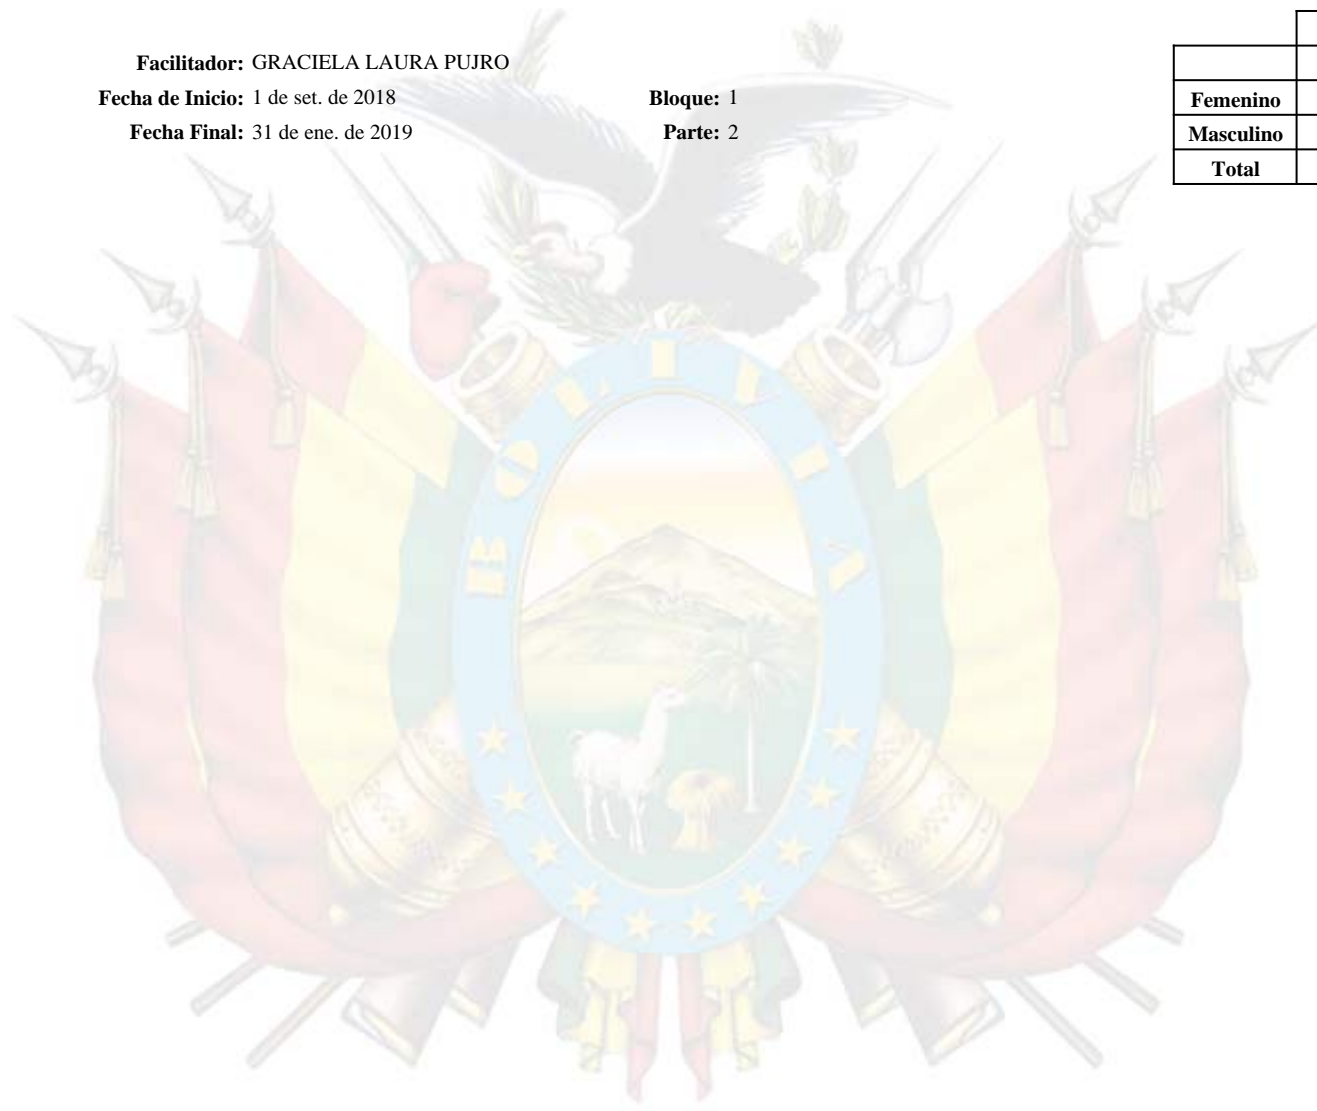 Facilitador: GRACIELA LAURA PUJRO
Fecha de Inicio: 1 de set. de 2018 Bloque: 1
Fecha Final: 31 de ene. de 2019 Parte: 2
Femenino
Masculino
Total
BOLIVIA